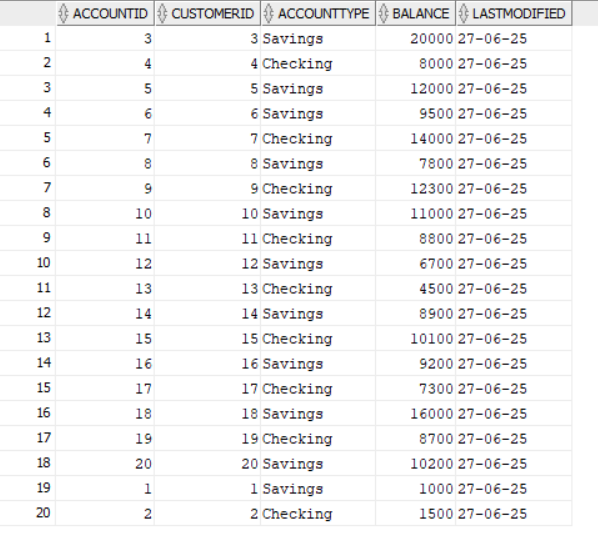 ACCOUNTID CUSTOMERID ACCOUNTTYPE BALANCE LASTMODIFIED
1 3 3 Savings 20000 27-06-25
2 4 4 Checking 8000 27-06-25
3 5 5 Savings 12000 27-06-25
4 6 6 Savings 9500 27-06-25
5 7 7 Checking 14000 27-06-25
6 8 8 Savings 7800 27-06-25
7 9 9 Checking 12300 27-06-25
8 10 10 Savings 11000 27-06-25
9 11 11 Checking 8800 27-06-25
10 12 12 Savings 6700 27-06-25
11 13 13 Checking 4500 27-06-25
12 14 14 Savings 8900 27-06-25
13 15 15 Checking 10100 27-06-25
14 16 16 Savings 9200 27-06-25
15 17 17 Checking 7300 27-06-25
16 18 18 Savings 16000 27-06-25
17 19 19 Checking 8700 27-06-25
18 20 20 Savings 10200 27-06-25
19 1 1 Savings 1000 27-06-25
20 2 2 Checking 1500 27-06-25